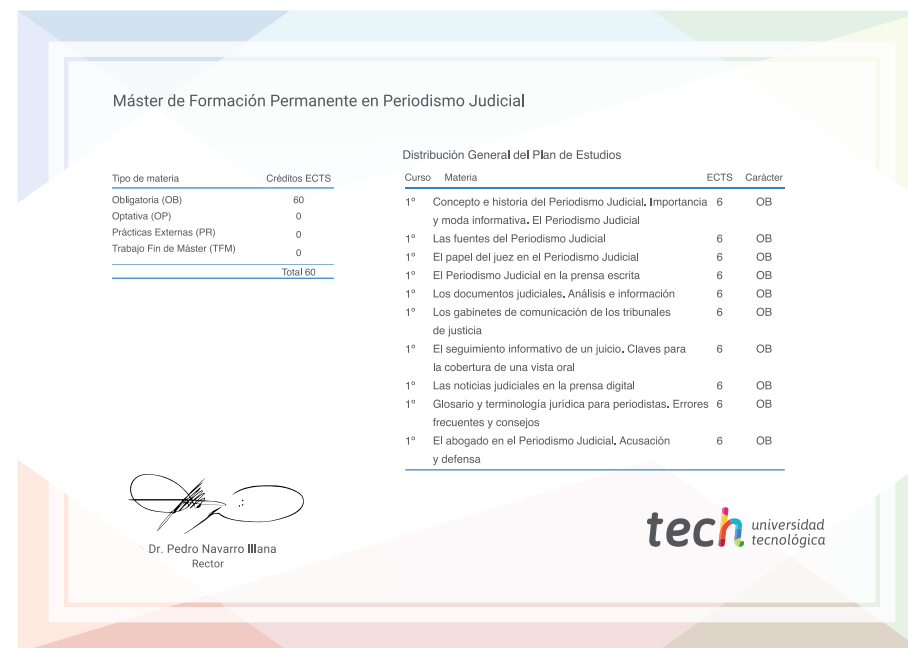 Máster de Formación Permanente en Periodismo Judicial
Tipo de materia Créditos ECTS
Obligatoria (OB) 60
Optativa (OP) 0
Prácticas Externas (PR) 0
Trabajo Fin de Máster (TFM) 0
Total 60
Distribución General del Plan de Estudios
Curso Materia ECTS Carácter
1º Concepto e historia del Periodismo Judicial. Importancia 6 OB
y moda informativa. El Periodismo Judicial
1º Las fuentes del Periodismo Judicial 6 OB
1º El papel del juez en el Periodismo Judicial 6 OB
1º El Periodismo Judicial en la prensa escrita 6 OB
1º Los documentos judiciales. Análisis e información 6 OB
1º Los gabinetes de comunicación de los tribunales 6 OB
de justicia
1º El seguimiento informativo de un juicio. Claves para 6 OB
la cobertura de una vista oral
1º Las noticias judiciales en la prensa digital 6 OB
1º Glosario y terminología jurídica para periodistas. Errores 6 OB
frecuentes y consejos
1º El abogado en el Periodismo Judicial. Acusación 6 OB
y defensa
Dr. Pedro Navarro Illana
Rector
tech universidad
tecnológica